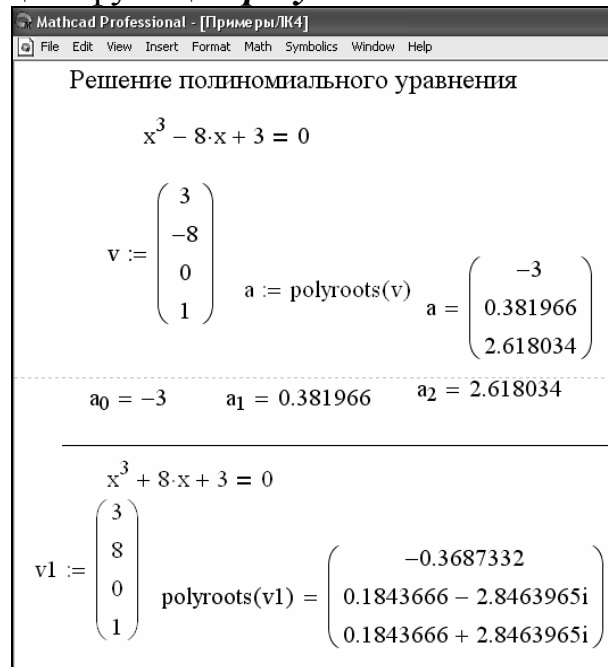 Mathcad Professional - [ПримерыЛК4]
File Edit View Insert Format Math Symbolics Window Help
Решение полиномиального уравнения
x^3 − 8·x + 3 = 0
v := (3 −8 0 1)
a := polyroots(v)
a = (−3 0.381966 2.618034)
a0 = −3 a1 = 0.381966 a2 = 2.618034
x^3 + 8·x + 3 = 0
v1 := (3 8 0 1)
polyroots(v1) = (−0.3687332 0.1843666 − 2.8463965i 0.1843666 + 2.8463965i)